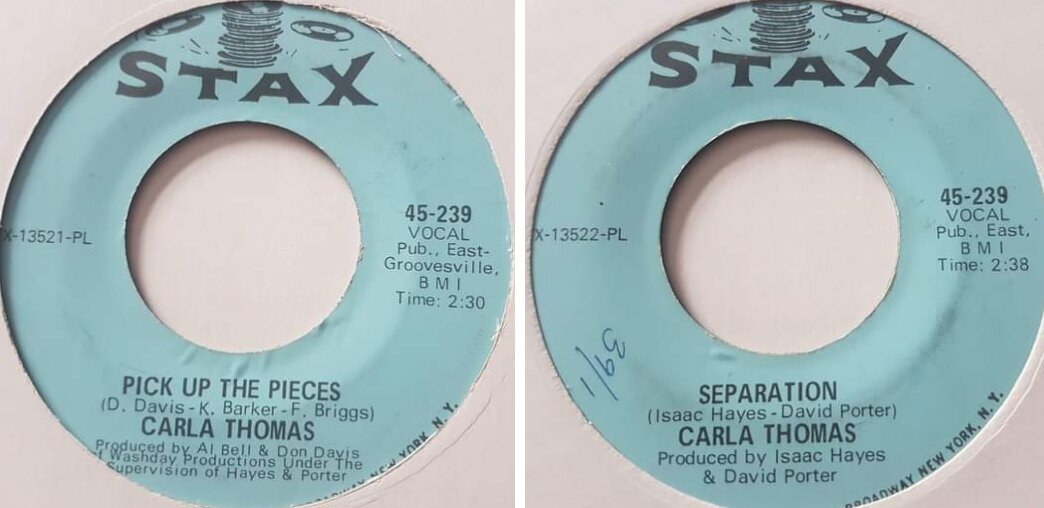 STAX
X-13521-PL
45-239
VOCAL
Pub., East-
Groovesville,
B M I
Time: 2:30
PICK UP THE PIECES
(D. Davis-K. Barker-F. Briggs)
CARLA THOMAS
Produced by Al Bell & Don Davis
Washday Productions Under The
Supervision of Hayes & Porter
NEW YORK, N.Y.
STAX
X-13522-PL
45-239
VOCAL
Pub., East,
B M I
Time: 2:38
39/1
SEPARATION
(Isaac Hayes-David Porter)
CARLA THOMAS
Produced by Isaac Hayes
& David Porter
BROADWAY NEW YORK, N.Y.